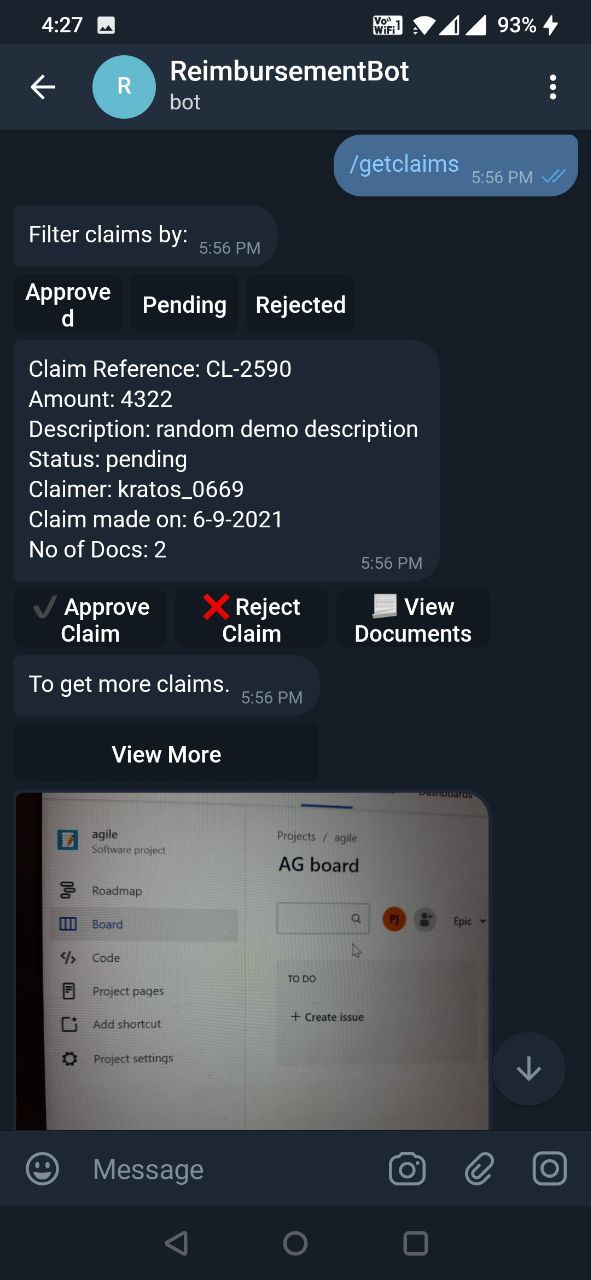 4:27
Vo WiFi 1
93%
R
ReimbursementBot
bot
/getclaims 5:56 PM
Filter claims by: 5:56 PM
Approve
d
Pending
Rejected
Claim Reference: CL-2590
Amount: 4322
Description: random demo description
Status: pending
Claimer: kratos_0669
Claim made on: 6-9-2021
No of Docs: 2
5:56 PM
Approve
Claim
Reject
Claim
View
Documents
To get more claims. 5:56 PM
View More
Dashboards
agile
Software project
Projects / agile
AG board
Roadmap
Board
PJ
Epic
Code
TO DO
Project pages
+ Create issue
Add shortcut
Project settings
Message